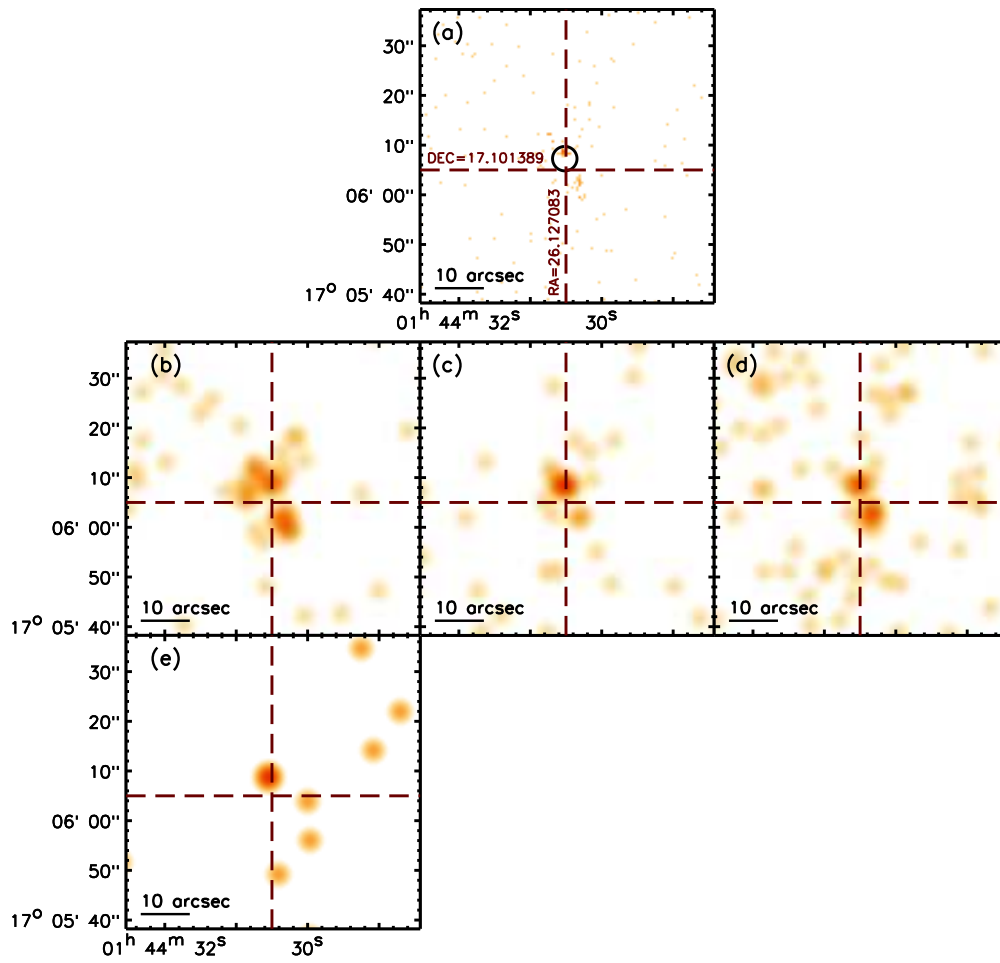 (a)
30"
20"
10"
DEC=17.101389
06' 00"
RA=26.127083
50"
10 arcsec
17° 05' 40"
01ʰ 44ᵐ 32ˢ 30ˢ
(b) (c) (d)
30"
20"
10"
06' 00"
50"
10 arcsec 10 arcsec 10 arcsec
17° 05' 40"
(e)
30"
20"
10"
06' 00"
50"
10 arcsec
17° 05' 40"
01ʰ 44ᵐ 32ˢ 30ˢ